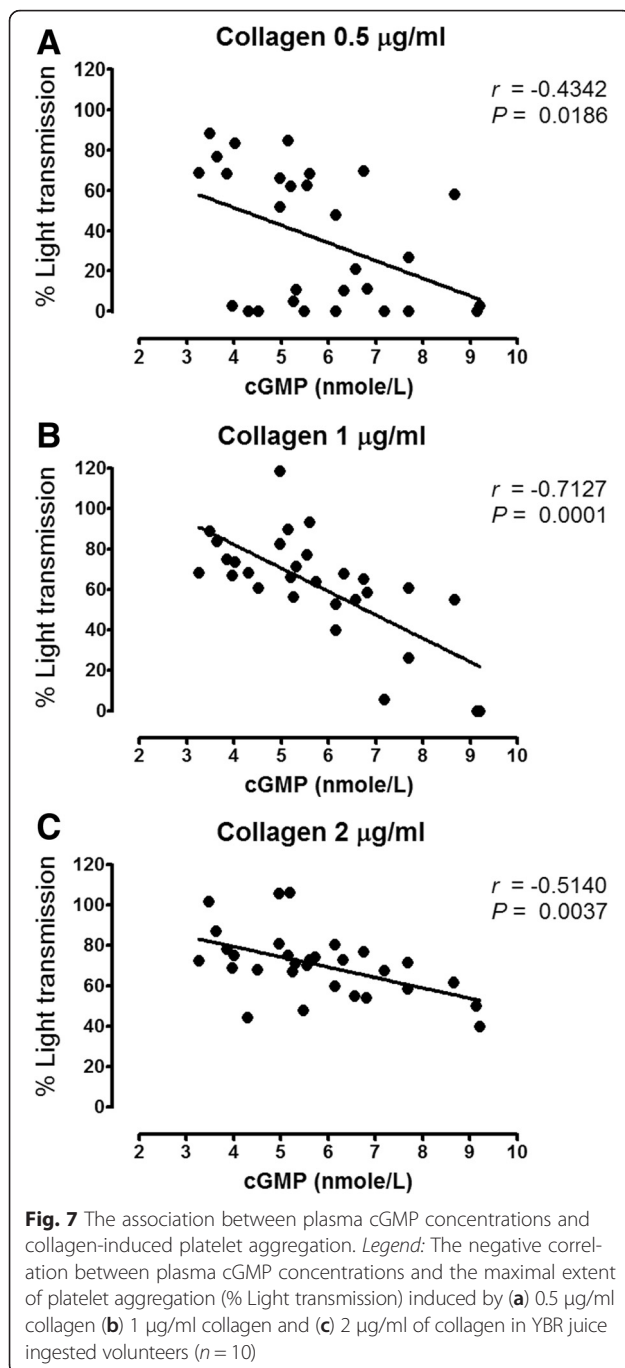 A
Collagen 0.5 μg/ml
r = -0.4342
P = 0.0186
% Light transmission
120
100
80
60
40
20
0
2 3 4 5 6 7 8 9 10
cGMP (nmole/L)
B
Collagen 1 μg/ml
r = -0.7127
P = 0.0001
% Light transmission
120
100
80
60
40
20
0
2 3 4 5 6 7 8 9 10
cGMP (nmole/L)
C
Collagen 2 μg/ml
r = -0.5140
P = 0.0037
% Light transmission
120
100
80
60
40
20
0
2 3 4 5 6 7 8 9 10
cGMP (nmole/L)
Fig. 7 The association between plasma cGMP concentrations and
collagen-induced platelet aggregation. Legend: The negative correl-
ation between plasma cGMP concentrations and the maximal extent
of platelet aggregation (% Light transmission) induced by (a) 0.5 μg/ml
collagen (b) 1 μg/ml collagen and (c) 2 μg/ml of collagen in YBR juice
ingested volunteers (n = 10)